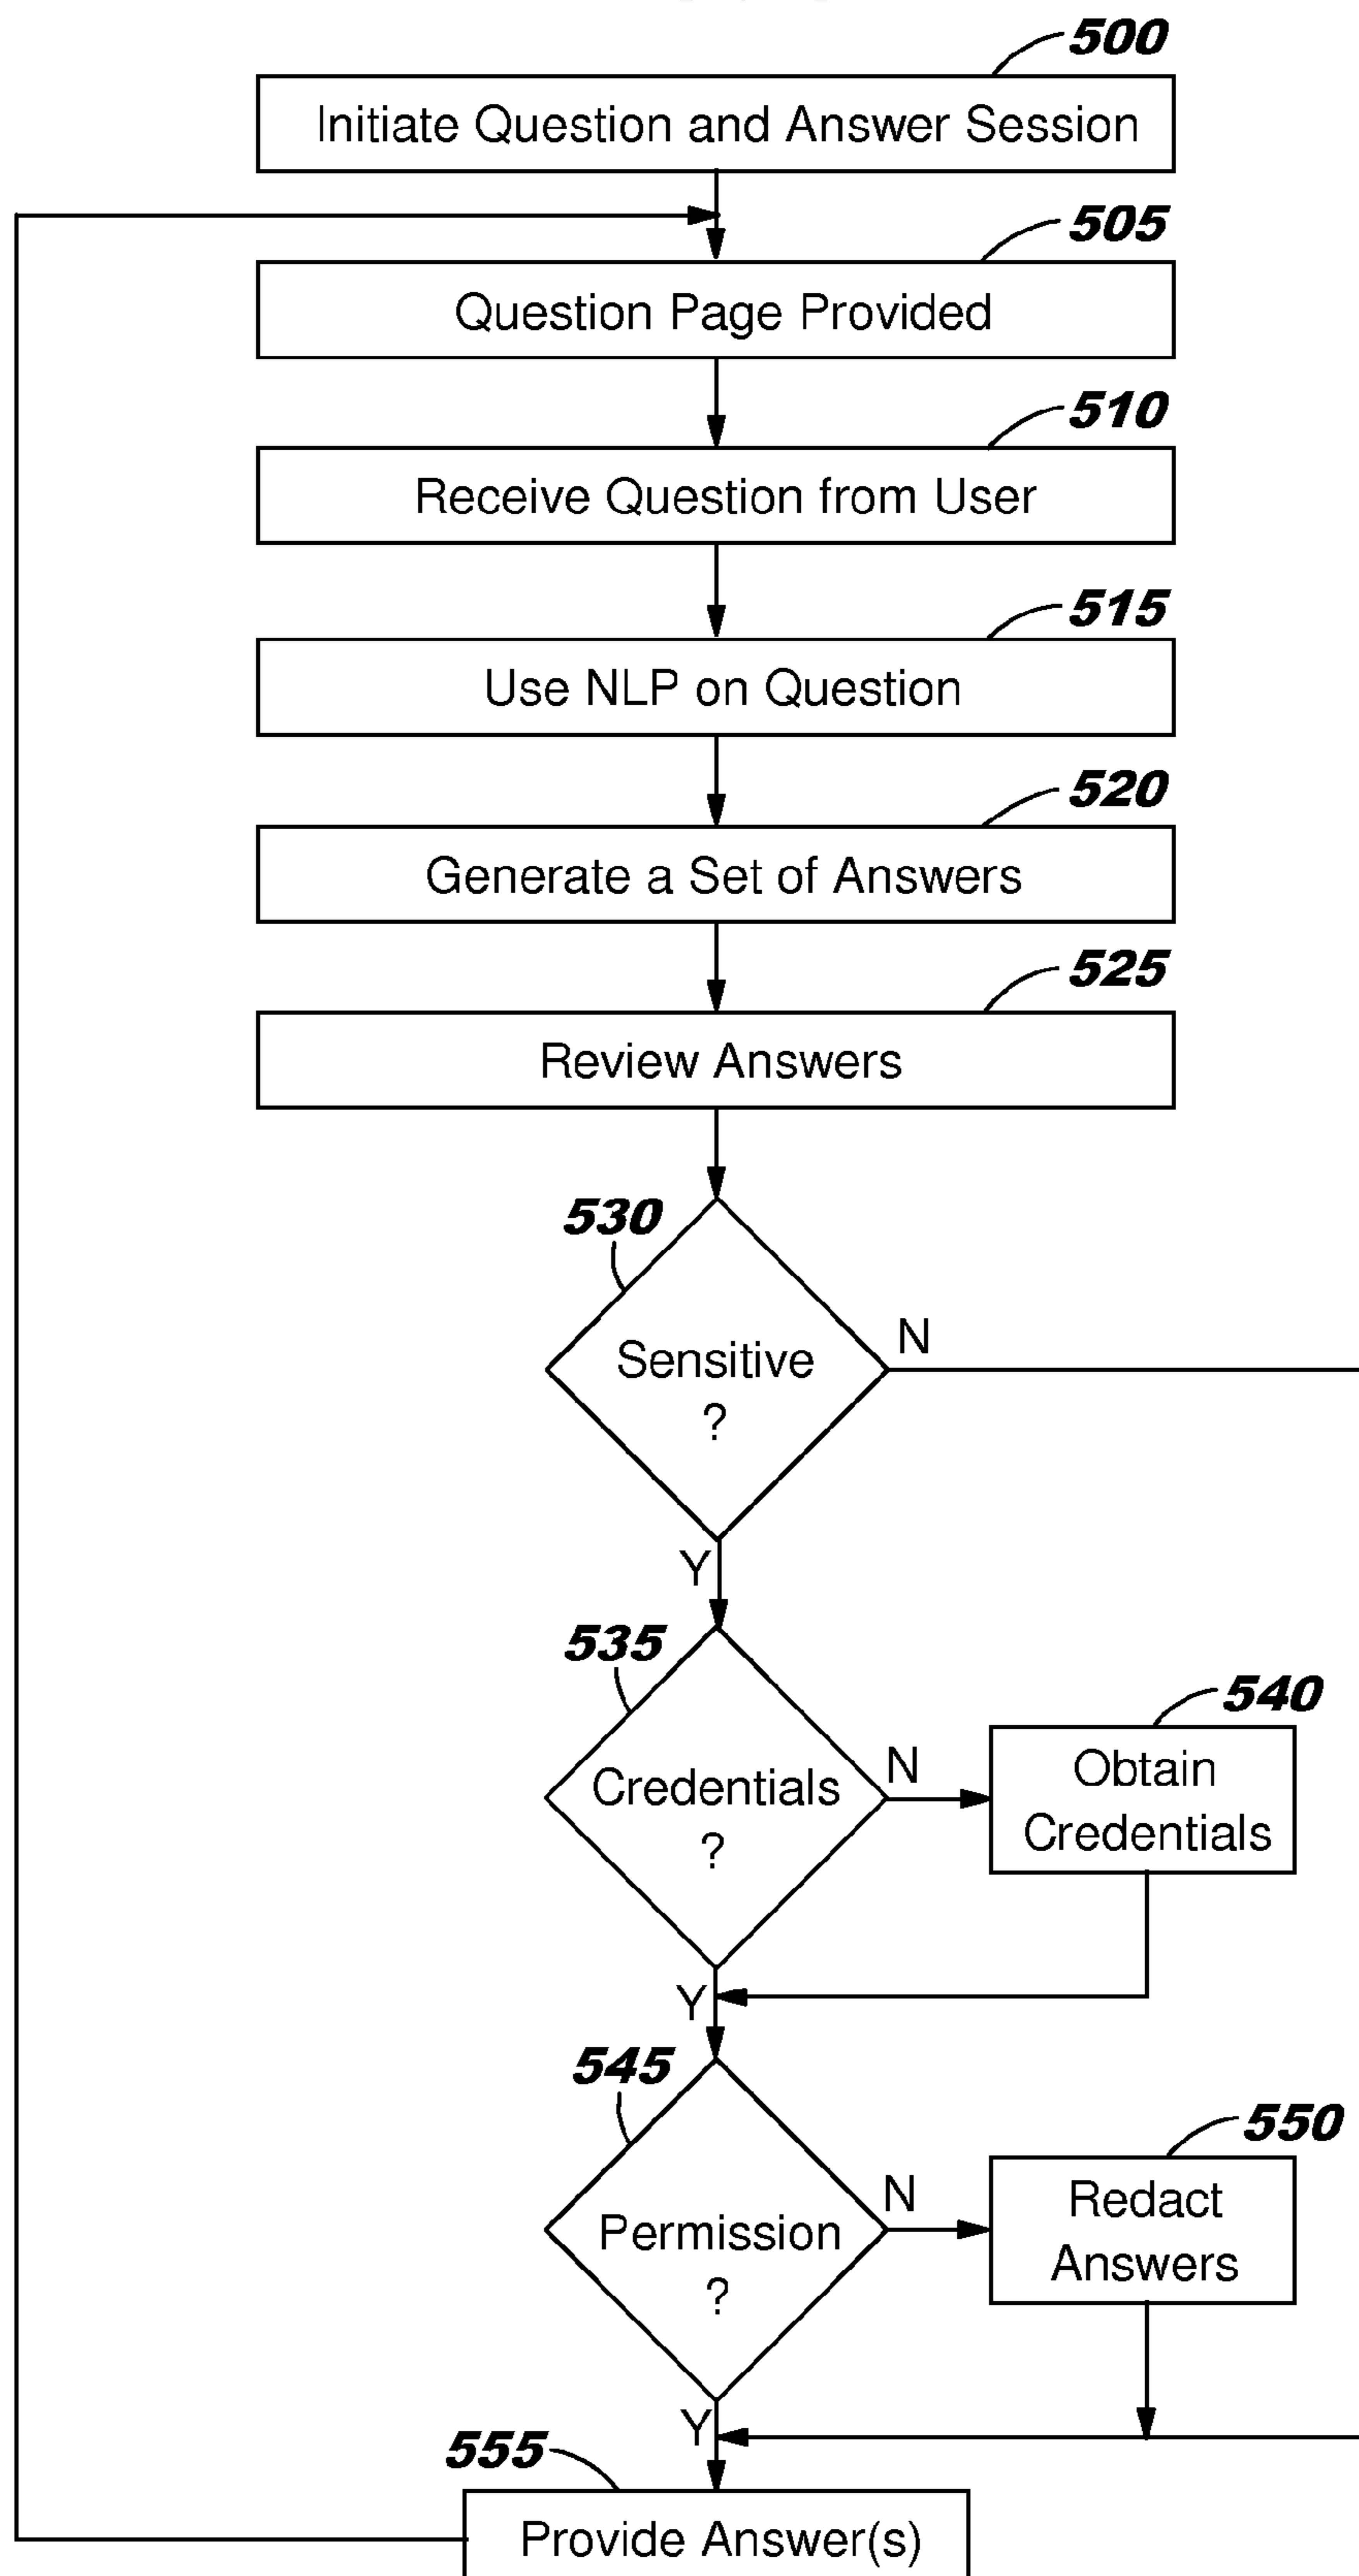 500
Initiate Question and Answer Session
505
Question Page Provided
510
Receive Question from User
515
Use NLP on Question
520
Generate a Set of Answers
525
Review Answers
530
Sensitive
?
N
Y
535
Credentials
?
N
540
Obtain
Credentials
Y
545
Permission
?
N
550
Redact
Answers
Y
555
Provide Answer(s)